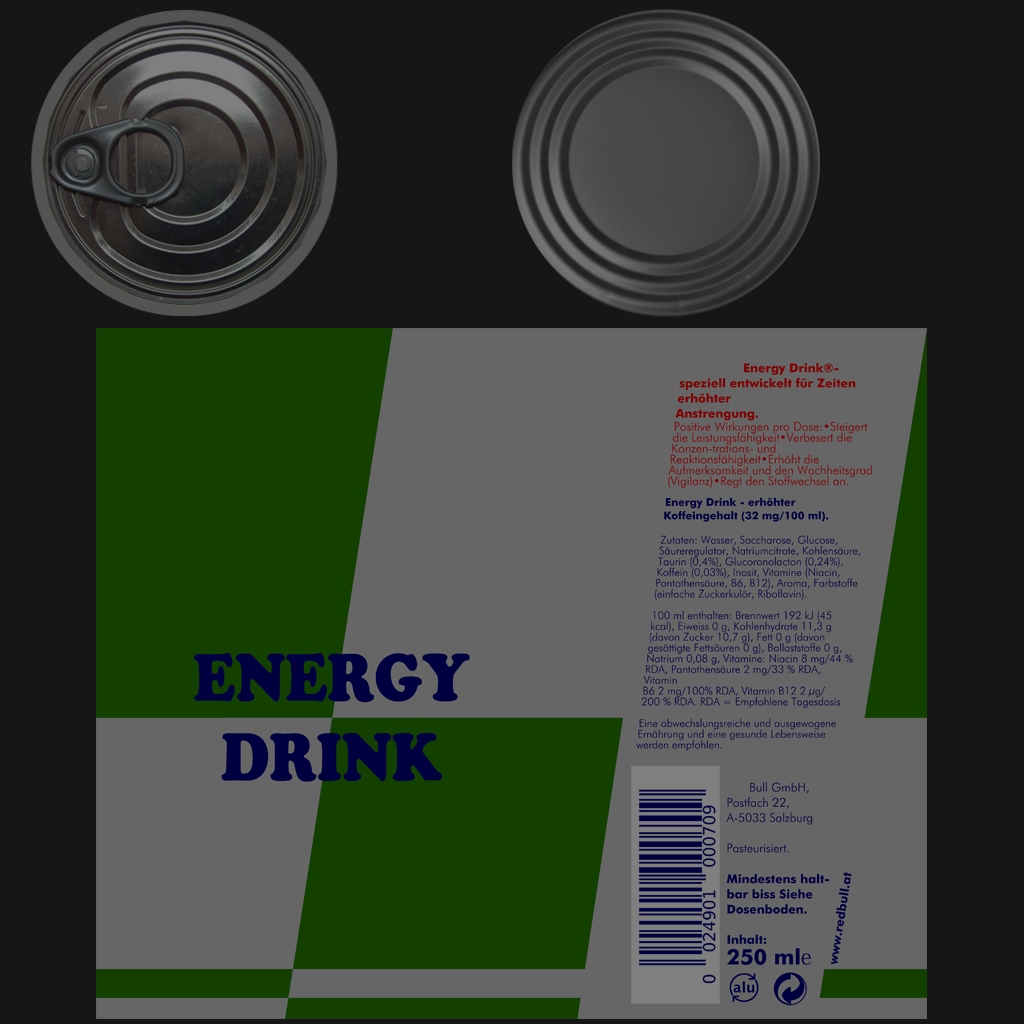 ENERGY
DRINK
Energy Drink®-
speziell entwickelt für Zeiten
erhöhter
Anstrengung.
Positive Wirkungen pro Dose:•Steigert
die Leistungsfähigkeit•Verbesert die
Konzen-trations- und
Reaktionsfähigkeit•Erhöht die
Aufmerksamkeit und den Wachheitsgrad
(Vigilanz)•Regt den Stoffwechsel an.
Energy Drink - erhöhter
Koffeingehalt (32 mg/100 ml).
Zutaten: Wasser, Saccharose, Glucose,
Säureregulator, Natriumcitrate, Kohlensäure,
Taurin (0,4%), Glucoronolacton (0,24%),
Koffein (0,03%), Inosit, Vitamine (Niacin,
Pantothensäure, B6, B12), Aroma, Farbstoffe
(einfache Zuckerkulör, Riboflavin).
100 ml enthalten: Brennwert 192 kJ (45
kcal), Eiweiss 0 g, Kohlenhydrate 11,3 g
(davon Zucker 10,7 g), Fett 0 g (davon
gesättigte Fettsäuren 0 g), Ballaststoffe 0 g,
Natrium 0,08 g, Vitamine: Niacin 8 mg/44 %
RDA, Pantothensäure 2 mg/33 % RDA,
Vitamin
B6 2 mg/100% RDA, Vitamin B12 2 µg/
200 % RDA. RDA = Empfohlene Tagesdosis
Eine abwechslungsreiche und ausgewogene
Ernährung und eine gesunde Lebensweise
werden empfohlen.
0 024901 000709
Bull GmbH,
Postfach 22,
A-5033 Salzburg
Pasteurisiert.
Mindestens halt-
bar biss Siehe
Dosenboden.
www.redbull.at
Inhalt:
250 mle
alu